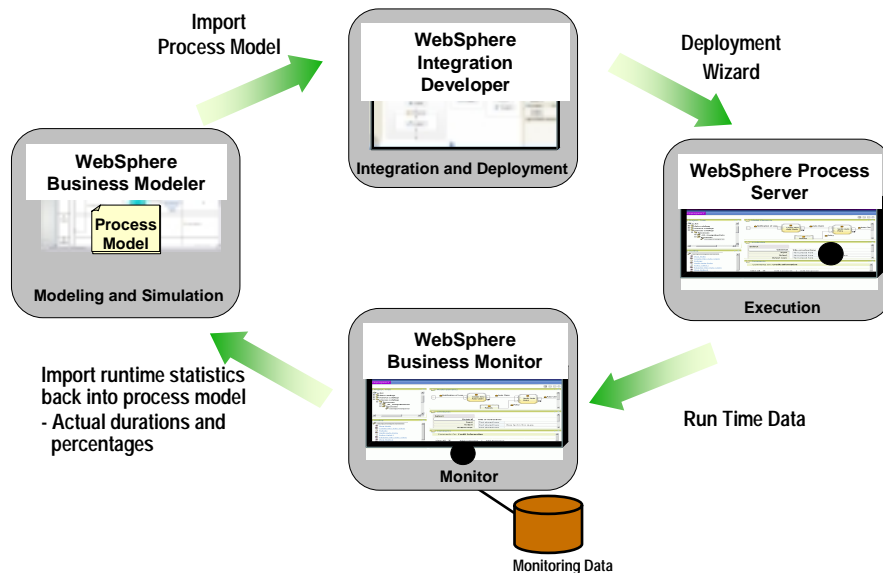 Import
Process Model
WebSphere
Integration
Developer
Integration and Deployment
Deployment
Wizard
WebSphere
Business Modeler
Process
Model
Modeling and Simulation
WebSphere Process
Server
Execution
WebSphere
Business Monitor
Monitor
Import runtime statistics
back into process model
- Actual durations and
percentages
Run Time Data
Monitoring Data